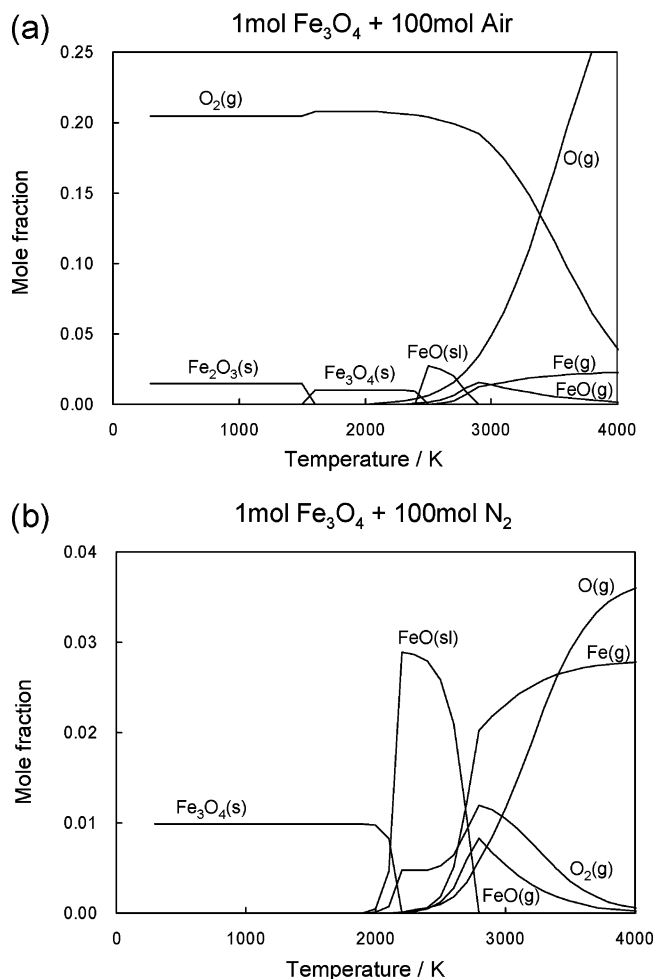 (a) 1mol Fe₃O₄ + 100mol Air
0.25
O₂(g)
0.20
O(g)
0.15
Mole fraction
0.10
FeO(sl)
0.05
Fe₂O₃(s) Fe₃O₄(s) Fe(g)
FeO(g)
0.00
0 1000 2000 3000 4000
Temperature / K
(b) 1mol Fe₃O₄ + 100mol N₂
0.04
O(g)
FeO(sl) Fe(g)
0.03
Mole fraction
0.02
Fe₃O₄(s)
0.01
O₂(g)
FeO(g)
0.00
0 1000 2000 3000 4000
Temperature / K